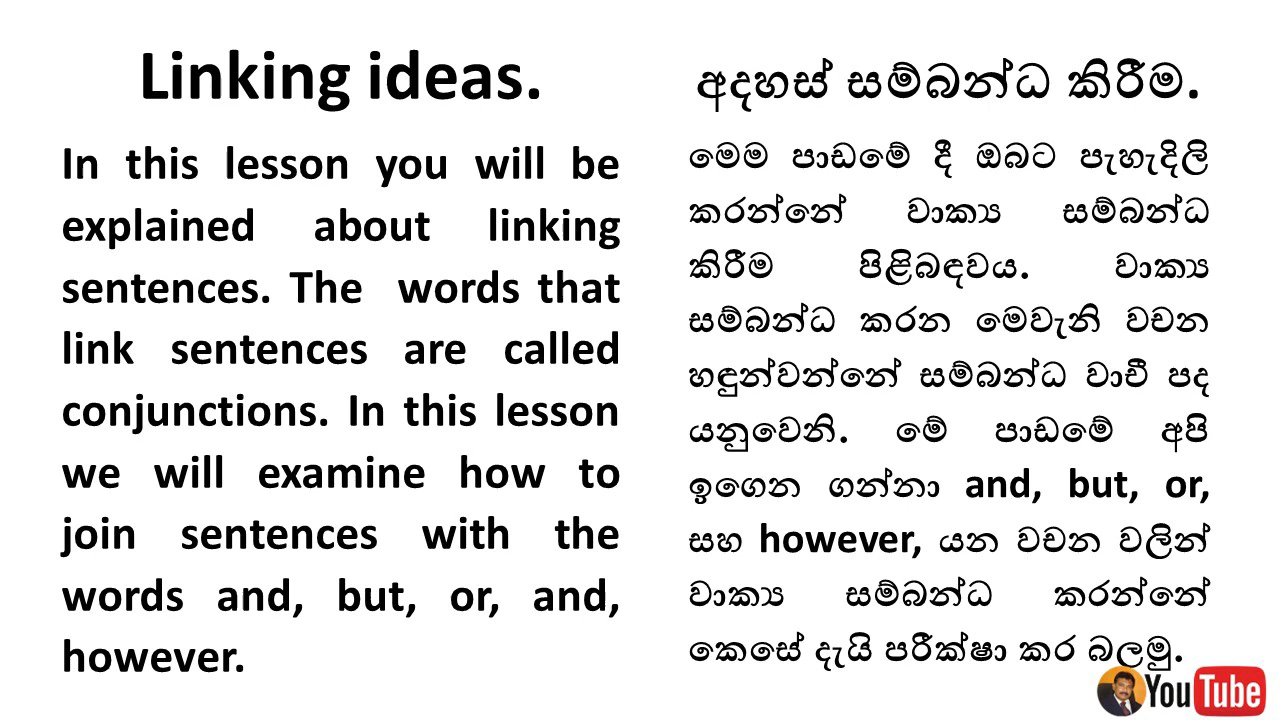 Linking ideas.
In this lesson you will be
explained about linking
sentences. The words that
link sentences are called
conjunctions. In this lesson
we will examine how to
join sentences with the
words and, but, or, and,
however.
අදහස් සම්බන්ධ කිරීම.
මෙම පාඩමේ දී ඔබට පැහැදිලි
කරන්නේ වාක්‍ය සම්බන්ධ
කිරීම පිළිබඳවය. වාක්‍ය
සම්බන්ධ කරන මෙවැනි වචන
හඳුන්වන්නේ සම්බන්ධ වාචී පද
යනුවෙනි. මේ පාඩමේ අපි
ඉගෙන ගන්නා and, but, or,
සහ however, යන වචන වලින්
වාක්‍ය සම්බන්ධ කරන්නේ
කෙසේ දැයි පරීක්ෂා කර බලමු.
YouTube